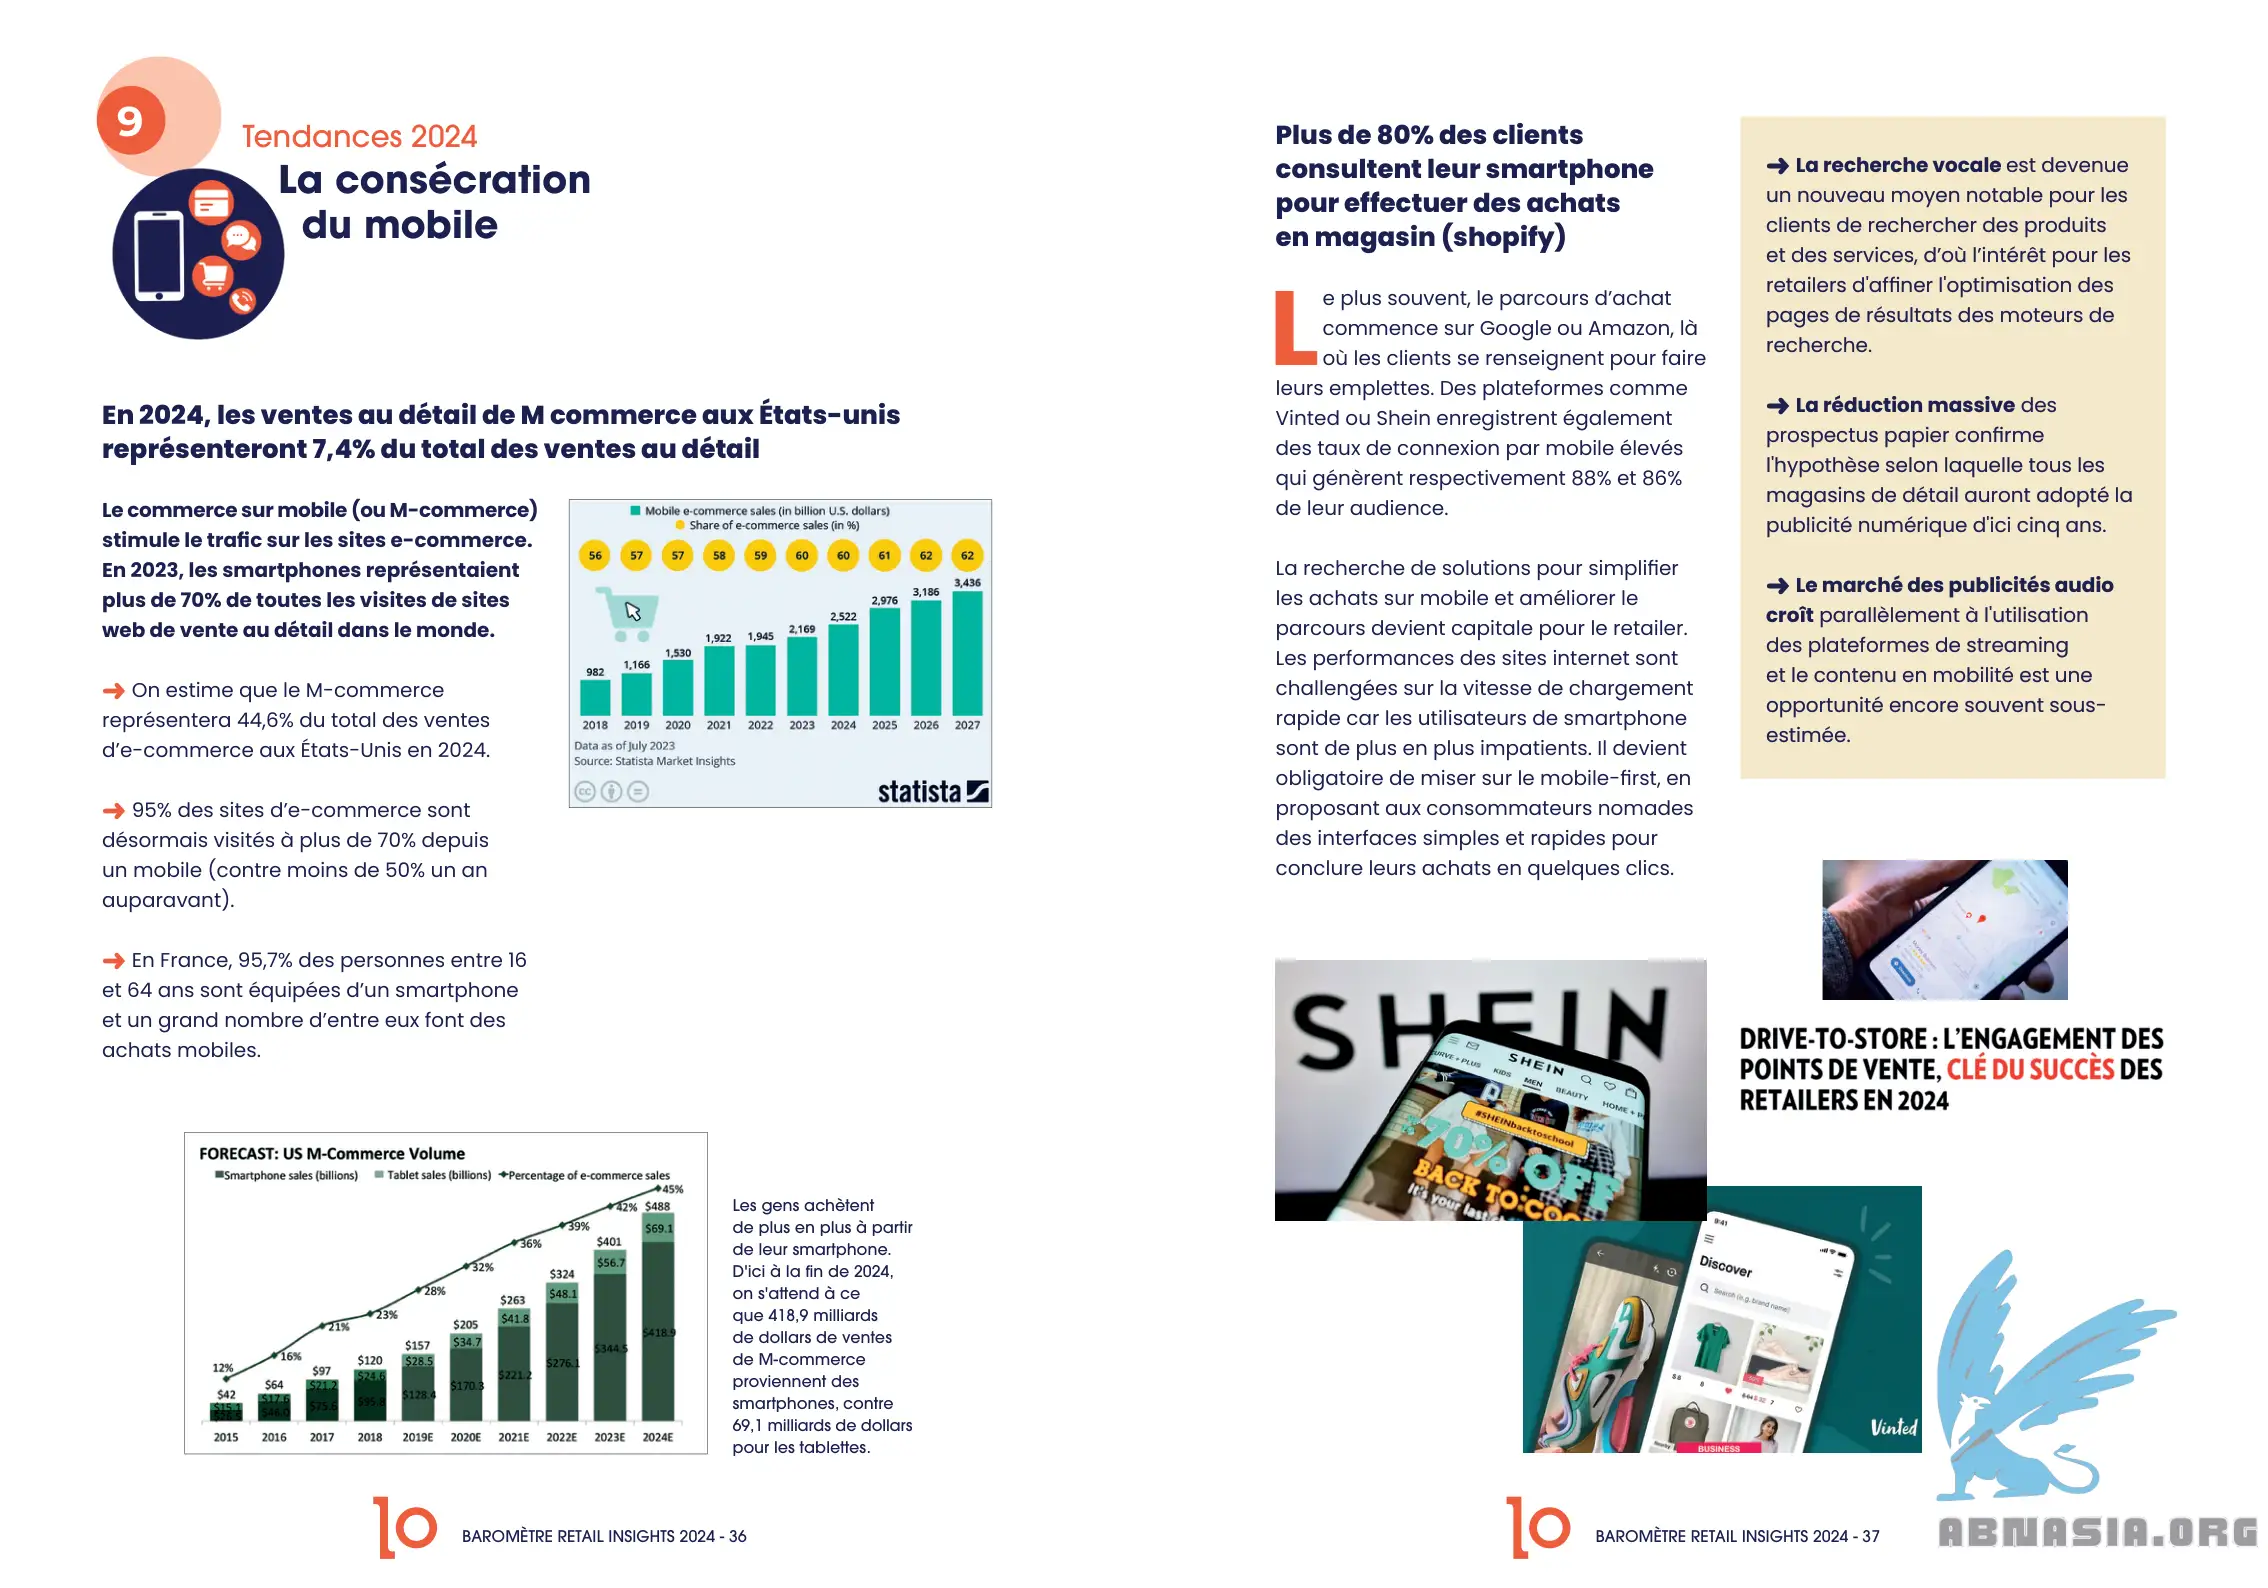 9
Tendances 2024
La consécration
du mobile
En 2024, les ventes au détail de M commerce aux États-unis
représenteront 7,4% du total des ventes au détail
Le commerce sur mobile (ou M-commerce)
stimule le trafic sur les sites e-commerce.
En 2023, les smartphones représentaient
plus de 70% de toutes les visites de sites
web de vente au détail dans le monde.
➜ On estime que le M-commerce
représentera 44,6% du total des ventes
d’e-commerce aux États-Unis en 2024.
➜ 95% des sites d’e-commerce sont
désormais visités à plus de 70% depuis
un mobile (contre moins de 50% un an
auparavant).
➜ En France, 95,7% des personnes entre 16
et 64 ans sont équipées d’un smartphone
et un grand nombre d’entre eux font des
achats mobiles.
Mobile e-commerce sales (in billion U.S. dollars)
Share of e-commerce sales (in %)
56 57 57 58 59 60 60 61 62 62
982 1,166 1,530 1,922 1,945 2,169 2,522 2,976 3,186 3,436
2018 2019 2020 2021 2022 2023 2024 2025 2026 2027
Data as of July 2023
Source: Statista Market Insights
cc
statista
FORECAST: US M-Commerce Volume
Smartphone sales (billions) Tablet sales (billions) Percentage of e-commerce sales
12% 16% 21% 23% 28% 32% 36% 39% 42% 45%
$42 $64 $97 $120 $157 $205 $263 $324 $401 $488
$15.1 $17.6 $21.2 $24.6 $28.5 $34.7 $41.8 $48.1 $56.7 $69.1
$46.0 $75.6 $95.8 $128.4 $170.3 $221.2 $276.1 $344.5 $418.9
2015 2016 2017 2018 2019E 2020E 2021E 2022E 2023E 2024E
Les gens achètent
de plus en plus à partir
de leur smartphone.
D'ici à la fin de 2024,
on s'attend à ce
que 418,9 milliards
de dollars de ventes
de M-commerce
proviennent des
smartphones, contre
69,1 milliards de dollars
pour les tablettes.
10
BAROMÈTRE RETAIL INSIGHTS 2024 - 36
Plus de 80% des clients
consultent leur smartphone
pour effectuer des achats
en magasin (shopify)
Le plus souvent, le parcours d’achat
commence sur Google ou Amazon, là
où les clients se renseignent pour faire
leurs emplettes. Des plateformes comme
Vinted ou Shein enregistrent également
des taux de connexion par mobile élevés
qui génèrent respectivement 88% et 86%
de leur audience.
La recherche de solutions pour simplifier
les achats sur mobile et améliorer le
parcours devient capitale pour le retailer.
Les performances des sites internet sont
challengées sur la vitesse de chargement
rapide car les utilisateurs de smartphone
sont de plus en plus impatients. Il devient
obligatoire de miser sur le mobile-first, en
proposant aux consommateurs nomades
des interfaces simples et rapides pour
conclure leurs achats en quelques clics.
➜ La recherche vocale est devenue
un nouveau moyen notable pour les
clients de rechercher des produits
et des services, d’où l’intérêt pour les
retailers d'affiner l'optimisation des
pages de résultats des moteurs de
recherche.
➜ La réduction massive des
prospectus papier confirme
l'hypothèse selon laquelle tous les
magasins de détail auront adopté la
publicité numérique d'ici cinq ans.
➜ Le marché des publicités audio
croît parallèlement à l'utilisation
des plateformes de streaming
et le contenu en mobilité est une
opportunité encore souvent sous-
estimée.
SHEIN
SHEIN
CURVE + PLUS KIDS MEN BEAUTY HOME + P
#SHEINbacktoschool
70% OFF
BACK TO COO
It's your last
DRIVE-TO-STORE : L’ENGAGEMENT DES
POINTS DE VENTE, CLÉ DU SUCCÈS DES
RETAILERS EN 2024
9:41
Discover
Search (e.g. brand name)
BUSINESS
Vinted
10
BAROMÈTRE RETAIL INSIGHTS 2024 - 37
ABNASIA.ORG